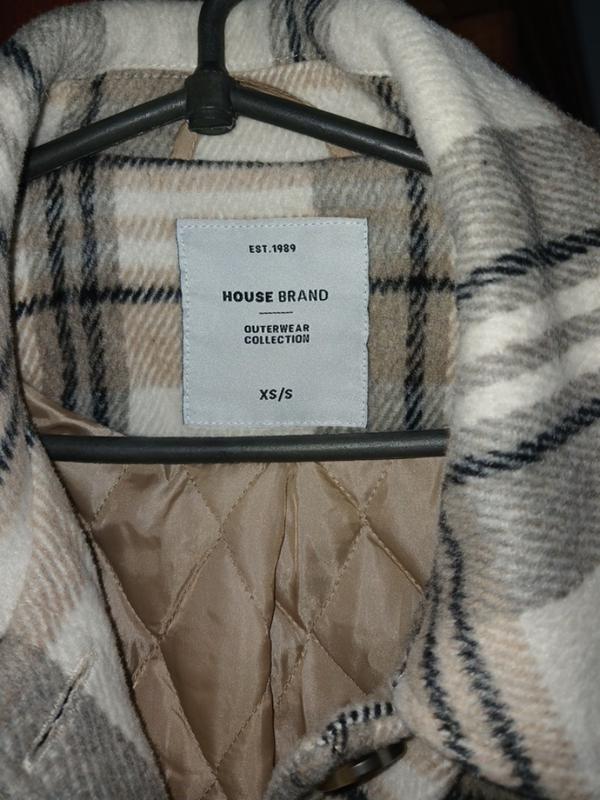 EST.1989
HOUSE BRAND
OUTERWEAR
COLLECTION
XS/S